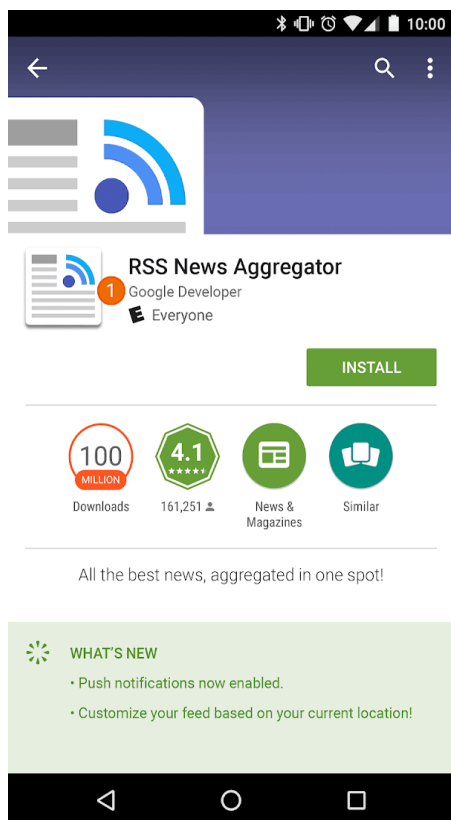 10:00
RSS News Aggregator
1
Google Developer
E Everyone
INSTALL
100
MILLION
Downloads
4.1
161,251
News &
Magazines
Similar
All the best news, aggregated in one spot!
WHAT'S NEW
• Push notifications now enabled.
• Customize your feed based on your current location!